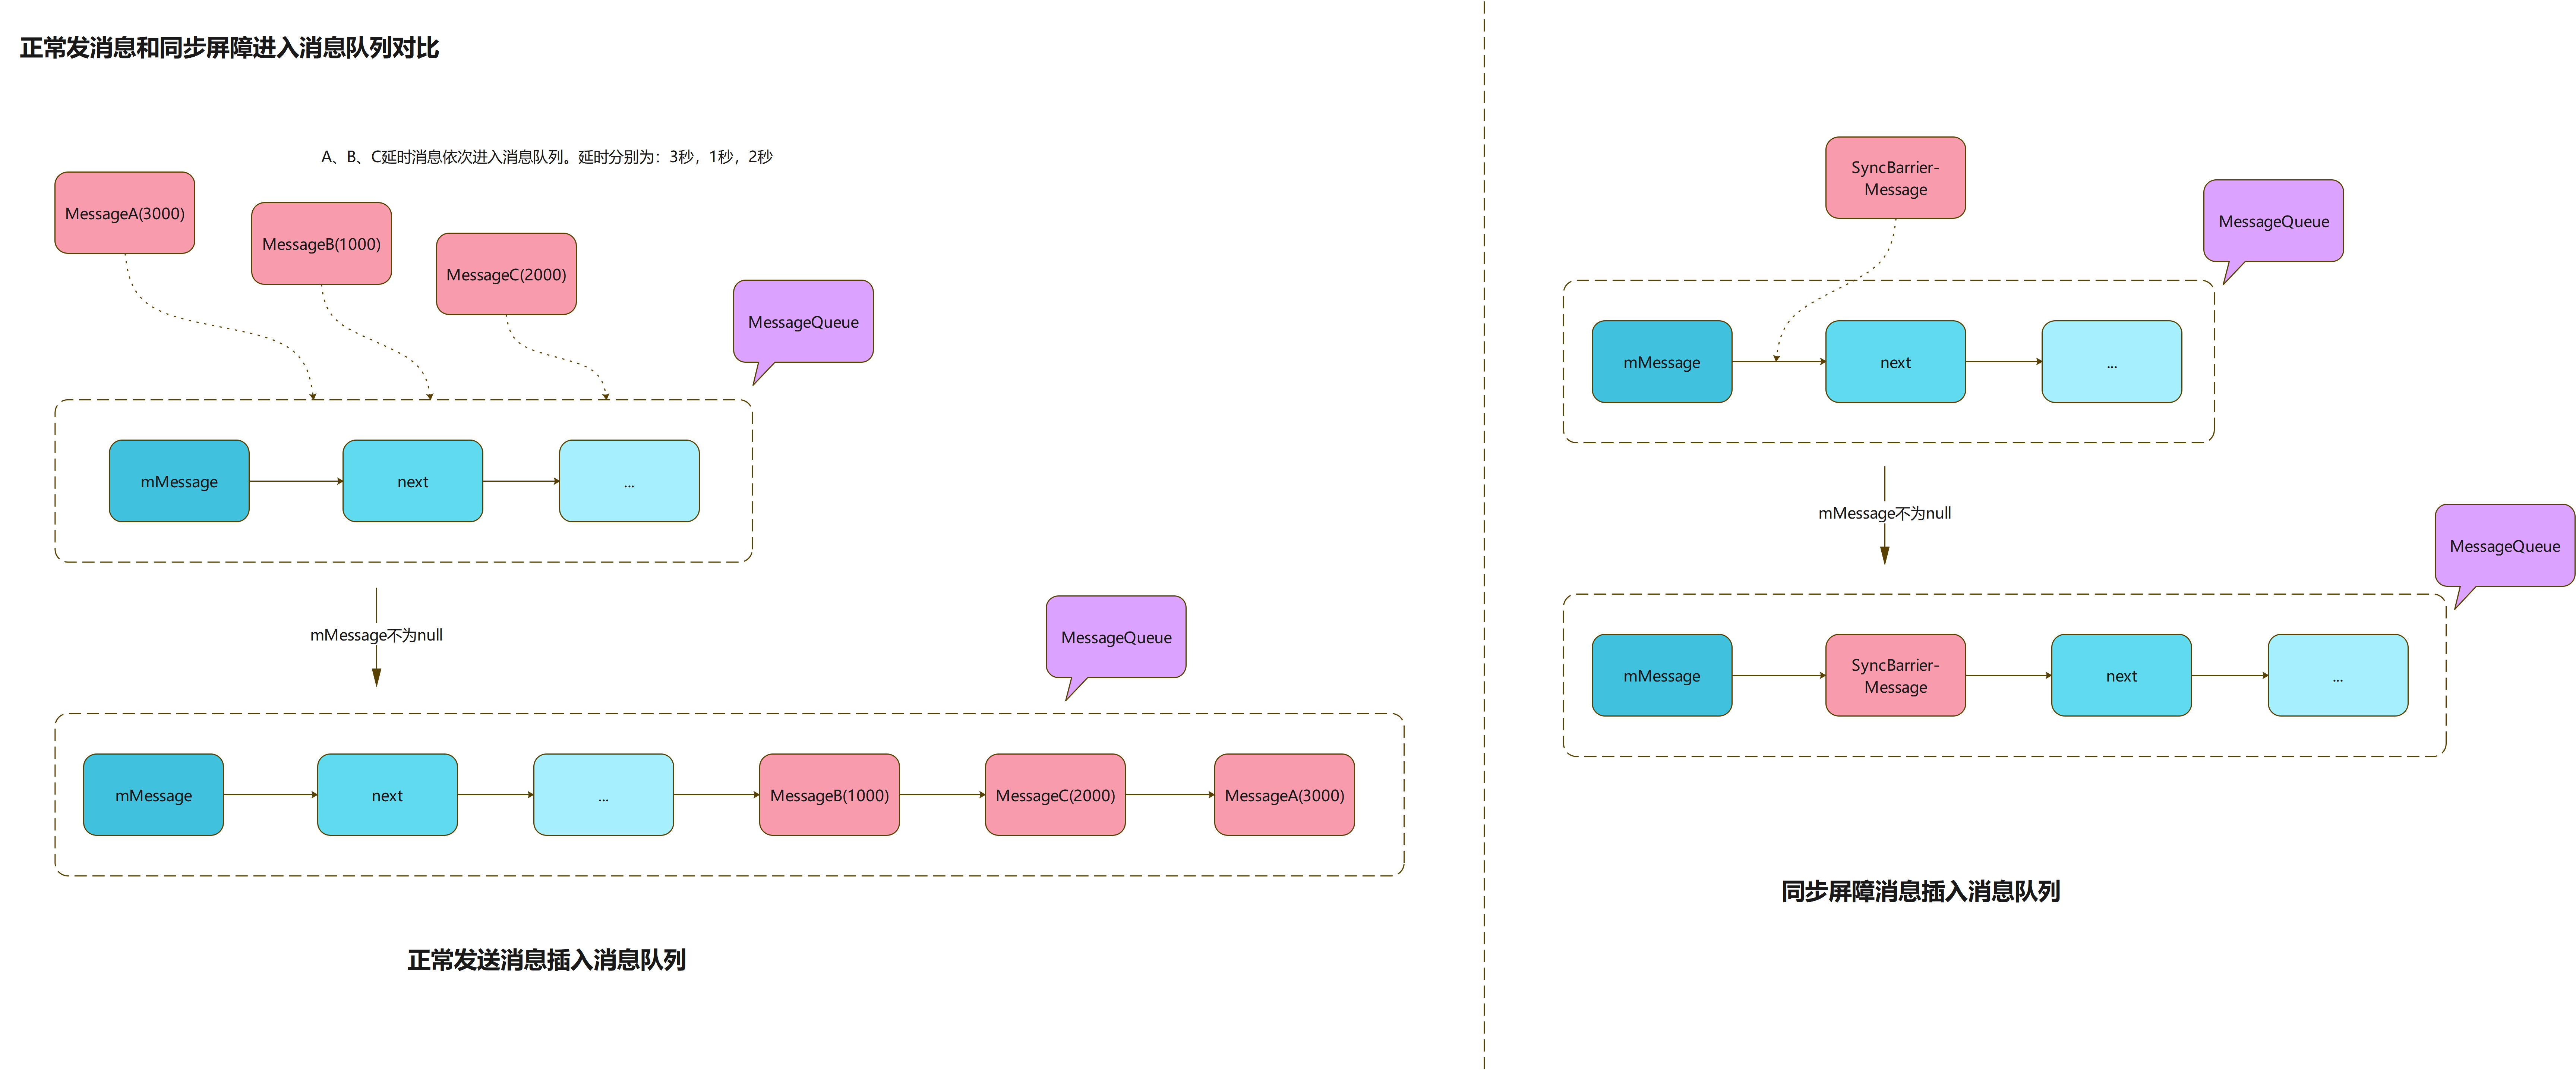 正常发消息和同步屏障进入消息队列对比
A、B、C延时消息依次进入消息队列。延时分别为：3秒，1秒，2秒
MessageA(3000)
MessageB(1000)
MessageC(2000)
MessageQueue
mMessage
next
...
mMessage不为null
MessageQueue
mMessage
next
...
MessageB(1000)
MessageC(2000)
MessageA(3000)
正常发送消息插入消息队列
SyncBarrier-
Message
MessageQueue
mMessage
next
...
mMessage不为null
MessageQueue
mMessage
SyncBarrier-
Message
next
...
同步屏障消息插入消息队列